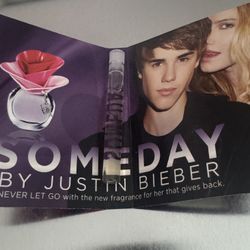 SOMEDAY
BY JUSTIN BIEBER
NEVER LET GO with the new fragrance for her that gives back.